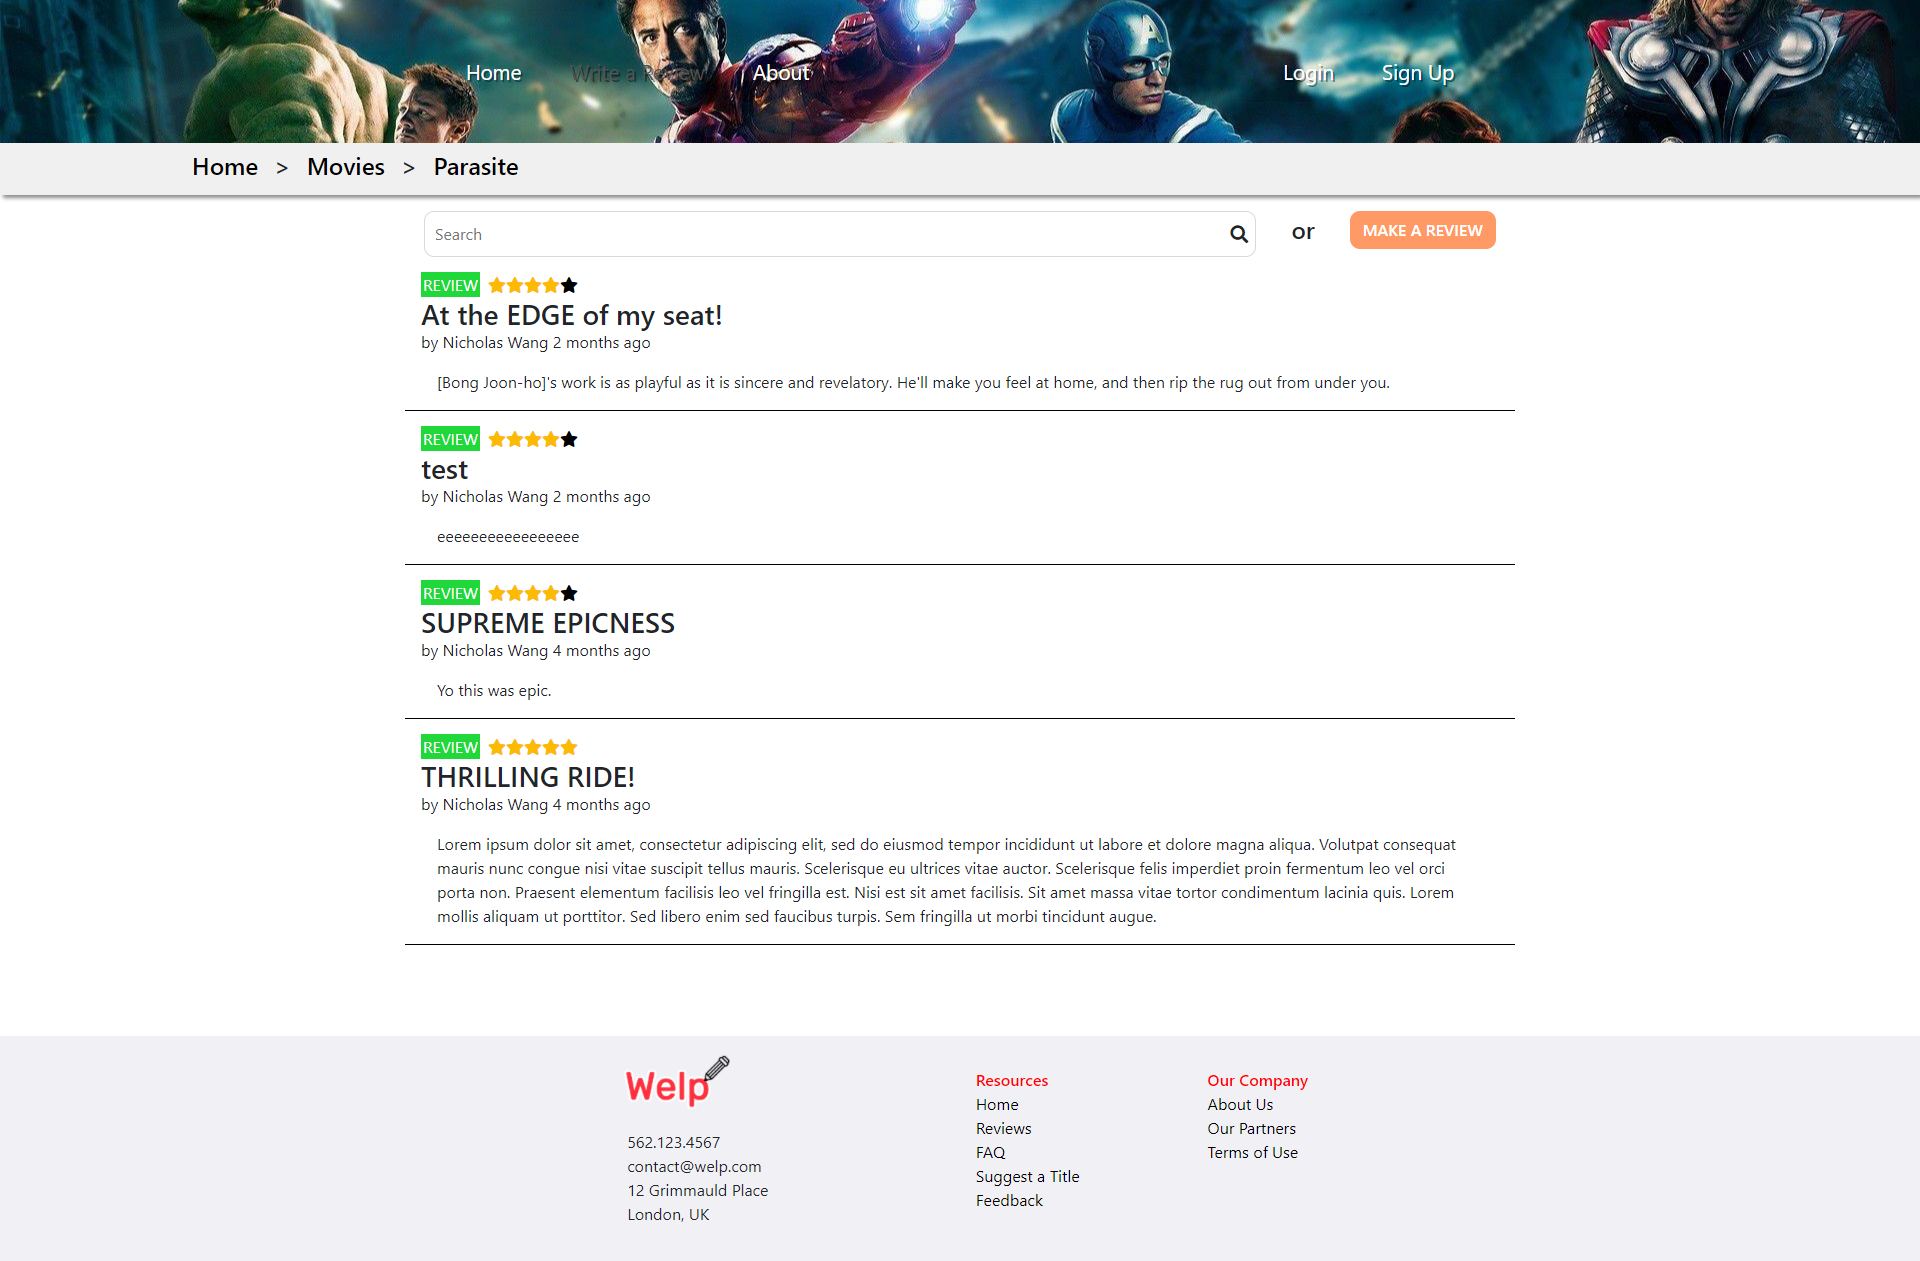 Home Write a Review About Login Sign Up
Home > Movies > Parasite
Search or MAKE A REVIEW
REVIEW
At the EDGE of my seat!
by Nicholas Wang 2 months ago
[Bong Joon-ho]'s work is as playful as it is sincere and revelatory. He'll make you feel at home, and then rip the rug out from under you.
REVIEW
test
by Nicholas Wang 2 months ago
eeeeeeeeeeeeeeeee
REVIEW
SUPREME EPICNESS
by Nicholas Wang 4 months ago
Yo this was epic.
REVIEW
THRILLING RIDE!
by Nicholas Wang 4 months ago
Lorem ipsum dolor sit amet, consectetur adipiscing elit, sed do eiusmod tempor incididunt ut labore et dolore magna aliqua. Volutpat consequat
mauris nunc congue nisi vitae suscipit tellus mauris. Scelerisque eu ultrices vitae auctor. Scelerisque felis imperdiet proin fermentum leo vel orci
porta non. Praesent elementum facilisis leo vel fringilla est. Nisi est sit amet facilisis. Sit amet massa vitae tortor condimentum lacinia quis. Lorem
mollis aliquam ut porttitor. Sed libero enim sed faucibus turpis. Sem fringilla ut morbi tincidunt augue.
Welp
562.123.4567
contact@welp.com
12 Grimmauld Place
London, UK
Resources
Home
Reviews
FAQ
Suggest a Title
Feedback
Our Company
About Us
Our Partners
Terms of Use